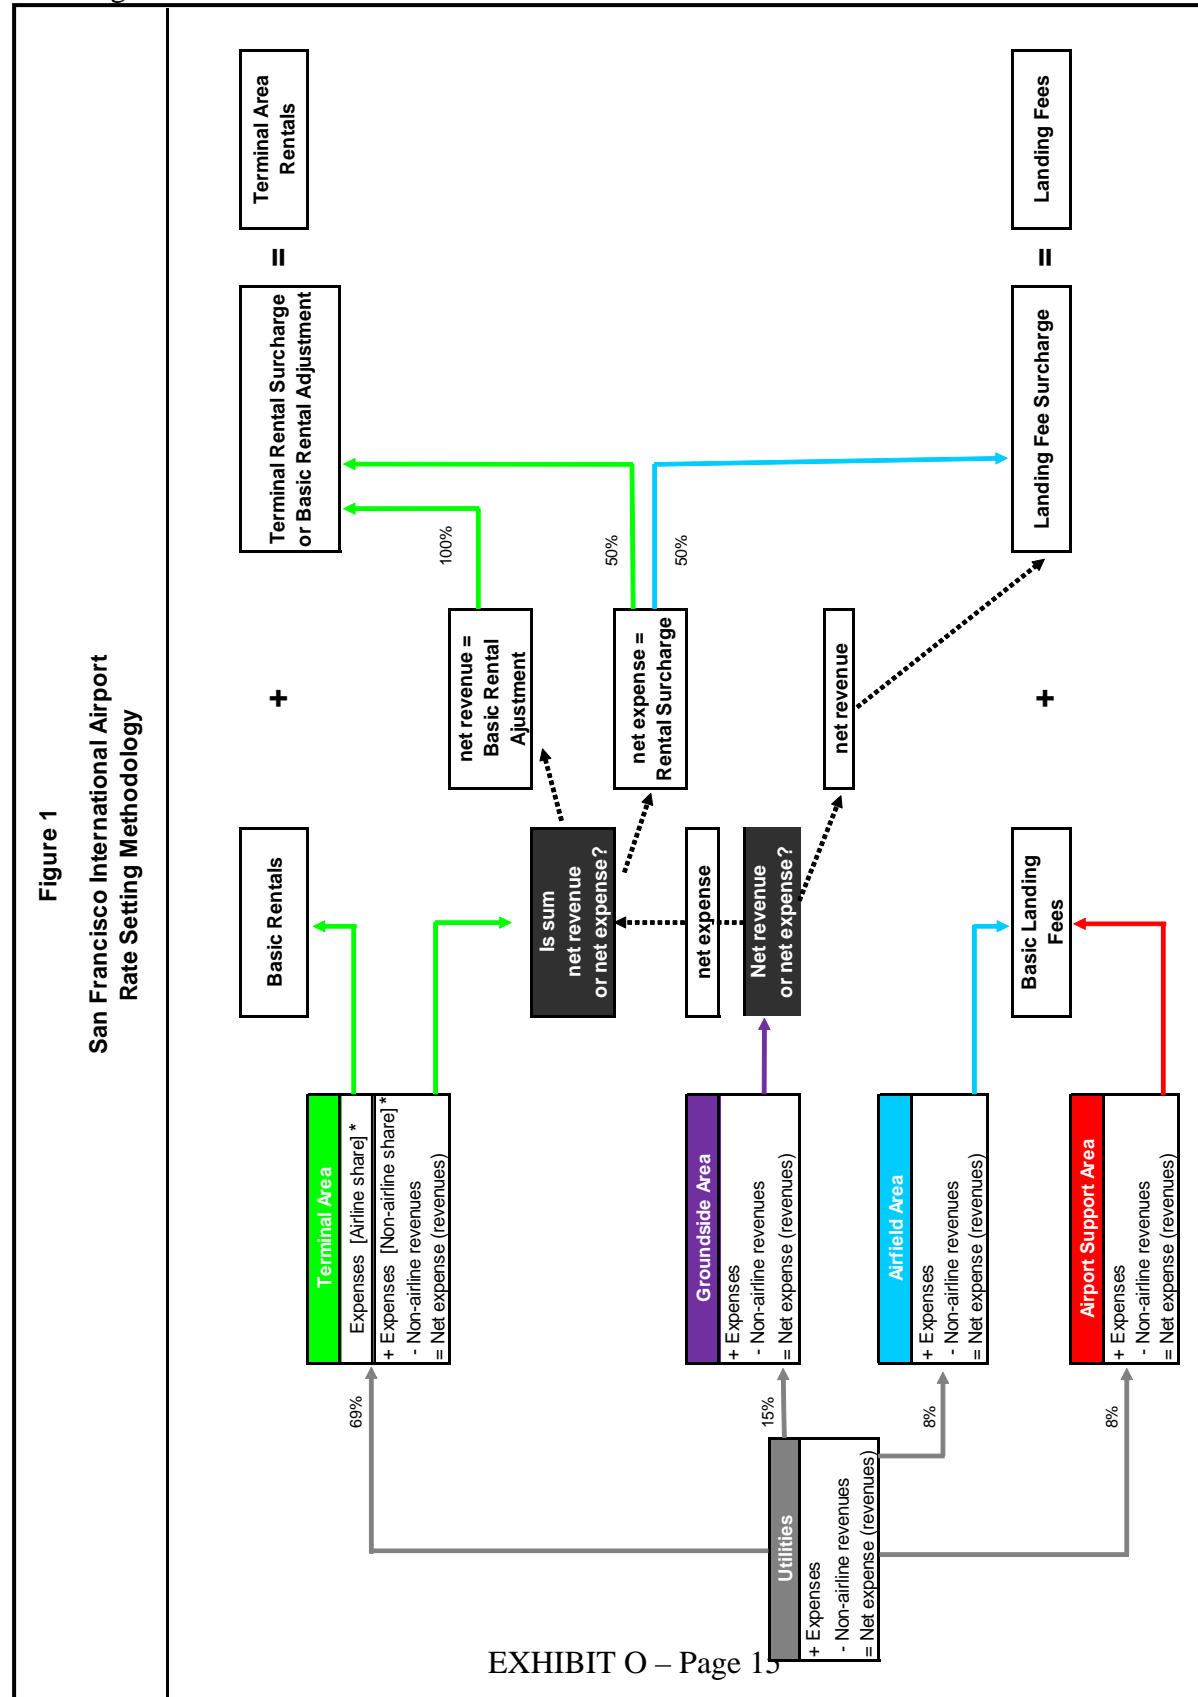 Figure 1
San Francisco International Airport
Rate Setting Methodology
Utilities
+ Expenses
- Non-airline revenues
= Net expense (revenues)
69%
15%
8%
8%
Terminal Area
Expenses [Airline share] *
+ Expenses [Non-airline share] *
- Non-airline revenues
= Net expense (revenues)
Groundside Area
+ Expenses
- Non-airline revenues
= Net expense (revenues)
Airfield Area
+ Expenses
- Non-airline revenues
= Net expense (revenues)
Airport Support Area
+ Expenses
- Non-airline revenues
= Net expense (revenues)
Basic Rentals
Is sum
net revenue
or net expense?
net expense
Net revenue
or net expense?
Basic Landing
Fees
+
net revenue =
Basic Rental
Ajustment
net expense =
Rental Surcharge
net revenue
+
100%
50%
50%
Terminal Rental Surcharge
or Basic Rental Adjustment
Landing Fee Surcharge
=
=
Terminal Area
Rentals
Landing Fees
EXHIBIT O – Page 15